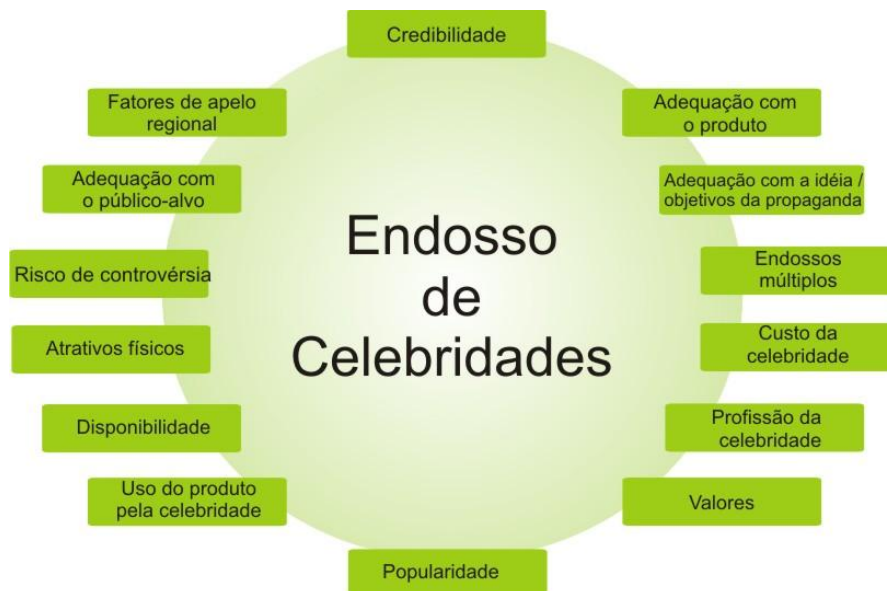 Credibilidade
Fatores de apelo
regional
Adequação com
o produto
Adequação com
o público-alvo
Adequação com a idéia /
objetivos da propaganda
Endosso
de
Celebridades
Risco de controvérsia
Endossos
múltiplos
Atrativos físicos
Custo da
celebridade
Disponibilidade
Profissão da
celebridade
Uso do produto
pela celebridade
Valores
Popularidade